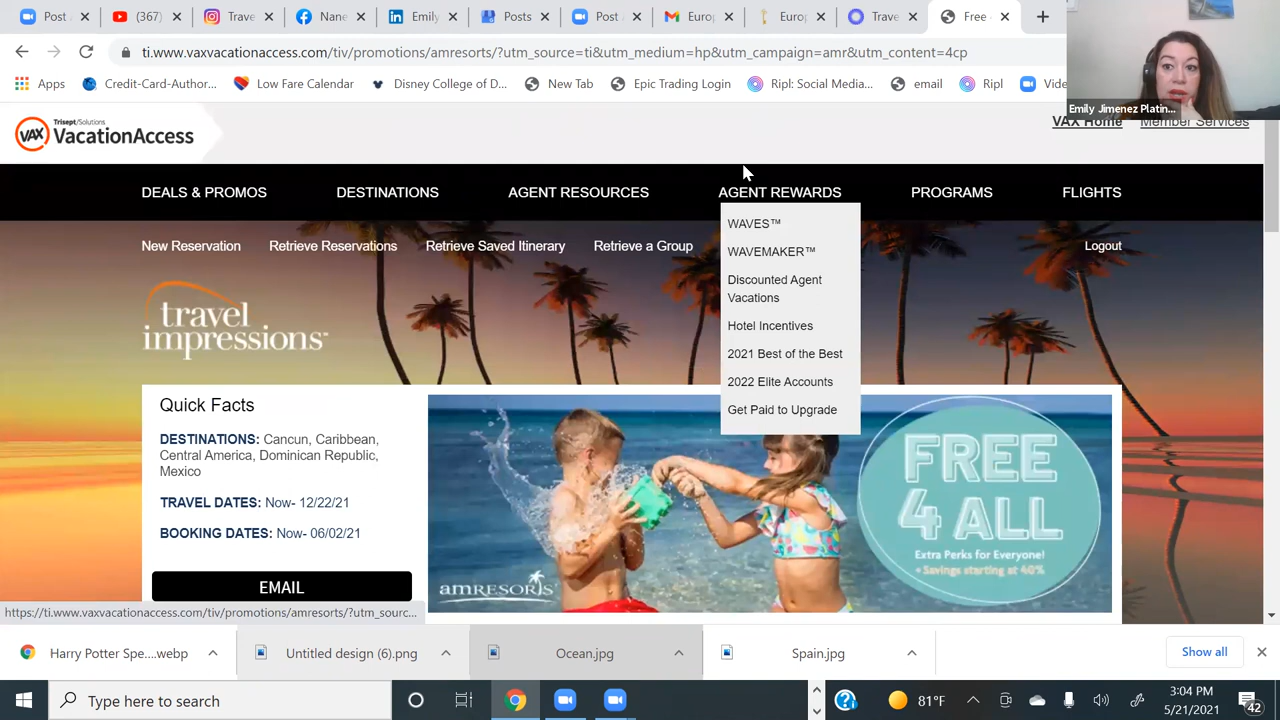 Post
(367)
Trave
Nane
Emily
Posts
Post
Europ
Europ
Trave
Free
ti.www.vaxvacationaccess.com/tiv/promotions/amresorts/?utm_source=ti&utm_medium=hp&utm_campaign=amr&utm_content=4cp
Apps
Credit-Card-Author...
Low Fare Calendar
Disney College of D...
New Tab
Epic Trading Login
Ripl: Social Media...
email
Ripl
Vide
Emily Jimenez Platin...
VAX
Trisept/Solutions
VacationAccess
VAX Home
Member Services
DEALS & PROMOS
DESTINATIONS
AGENT RESOURCES
AGENT REWARDS
PROGRAMS
FLIGHTS
WAVES™
WAVEMAKER™
Discounted Agent
Vacations
Hotel Incentives
2021 Best of the Best
2022 Elite Accounts
Get Paid to Upgrade
New Reservation
Retrieve Reservations
Retrieve Saved Itinerary
Retrieve a Group
Logout
travel
impressions
Quick Facts
DESTINATIONS: Cancun, Caribbean,
Central America, Dominican Republic,
Mexico
TRAVEL DATES: Now- 12/22/21
BOOKING DATES: Now- 06/02/21
EMAIL
FREE
4 ALL
Extra Perks for Everyone!
+ Savings starting at 40%
amresorts
https://ti.www.vaxvacationaccess.com/tiv/promotions/amresorts/?utm_sourc...
Harry Potter Spe....webp
Untitled design (6).png
Ocean.jpg
Spain.jpg
Show all
Type here to search
81°F
3:04 PM
5/21/2021
42